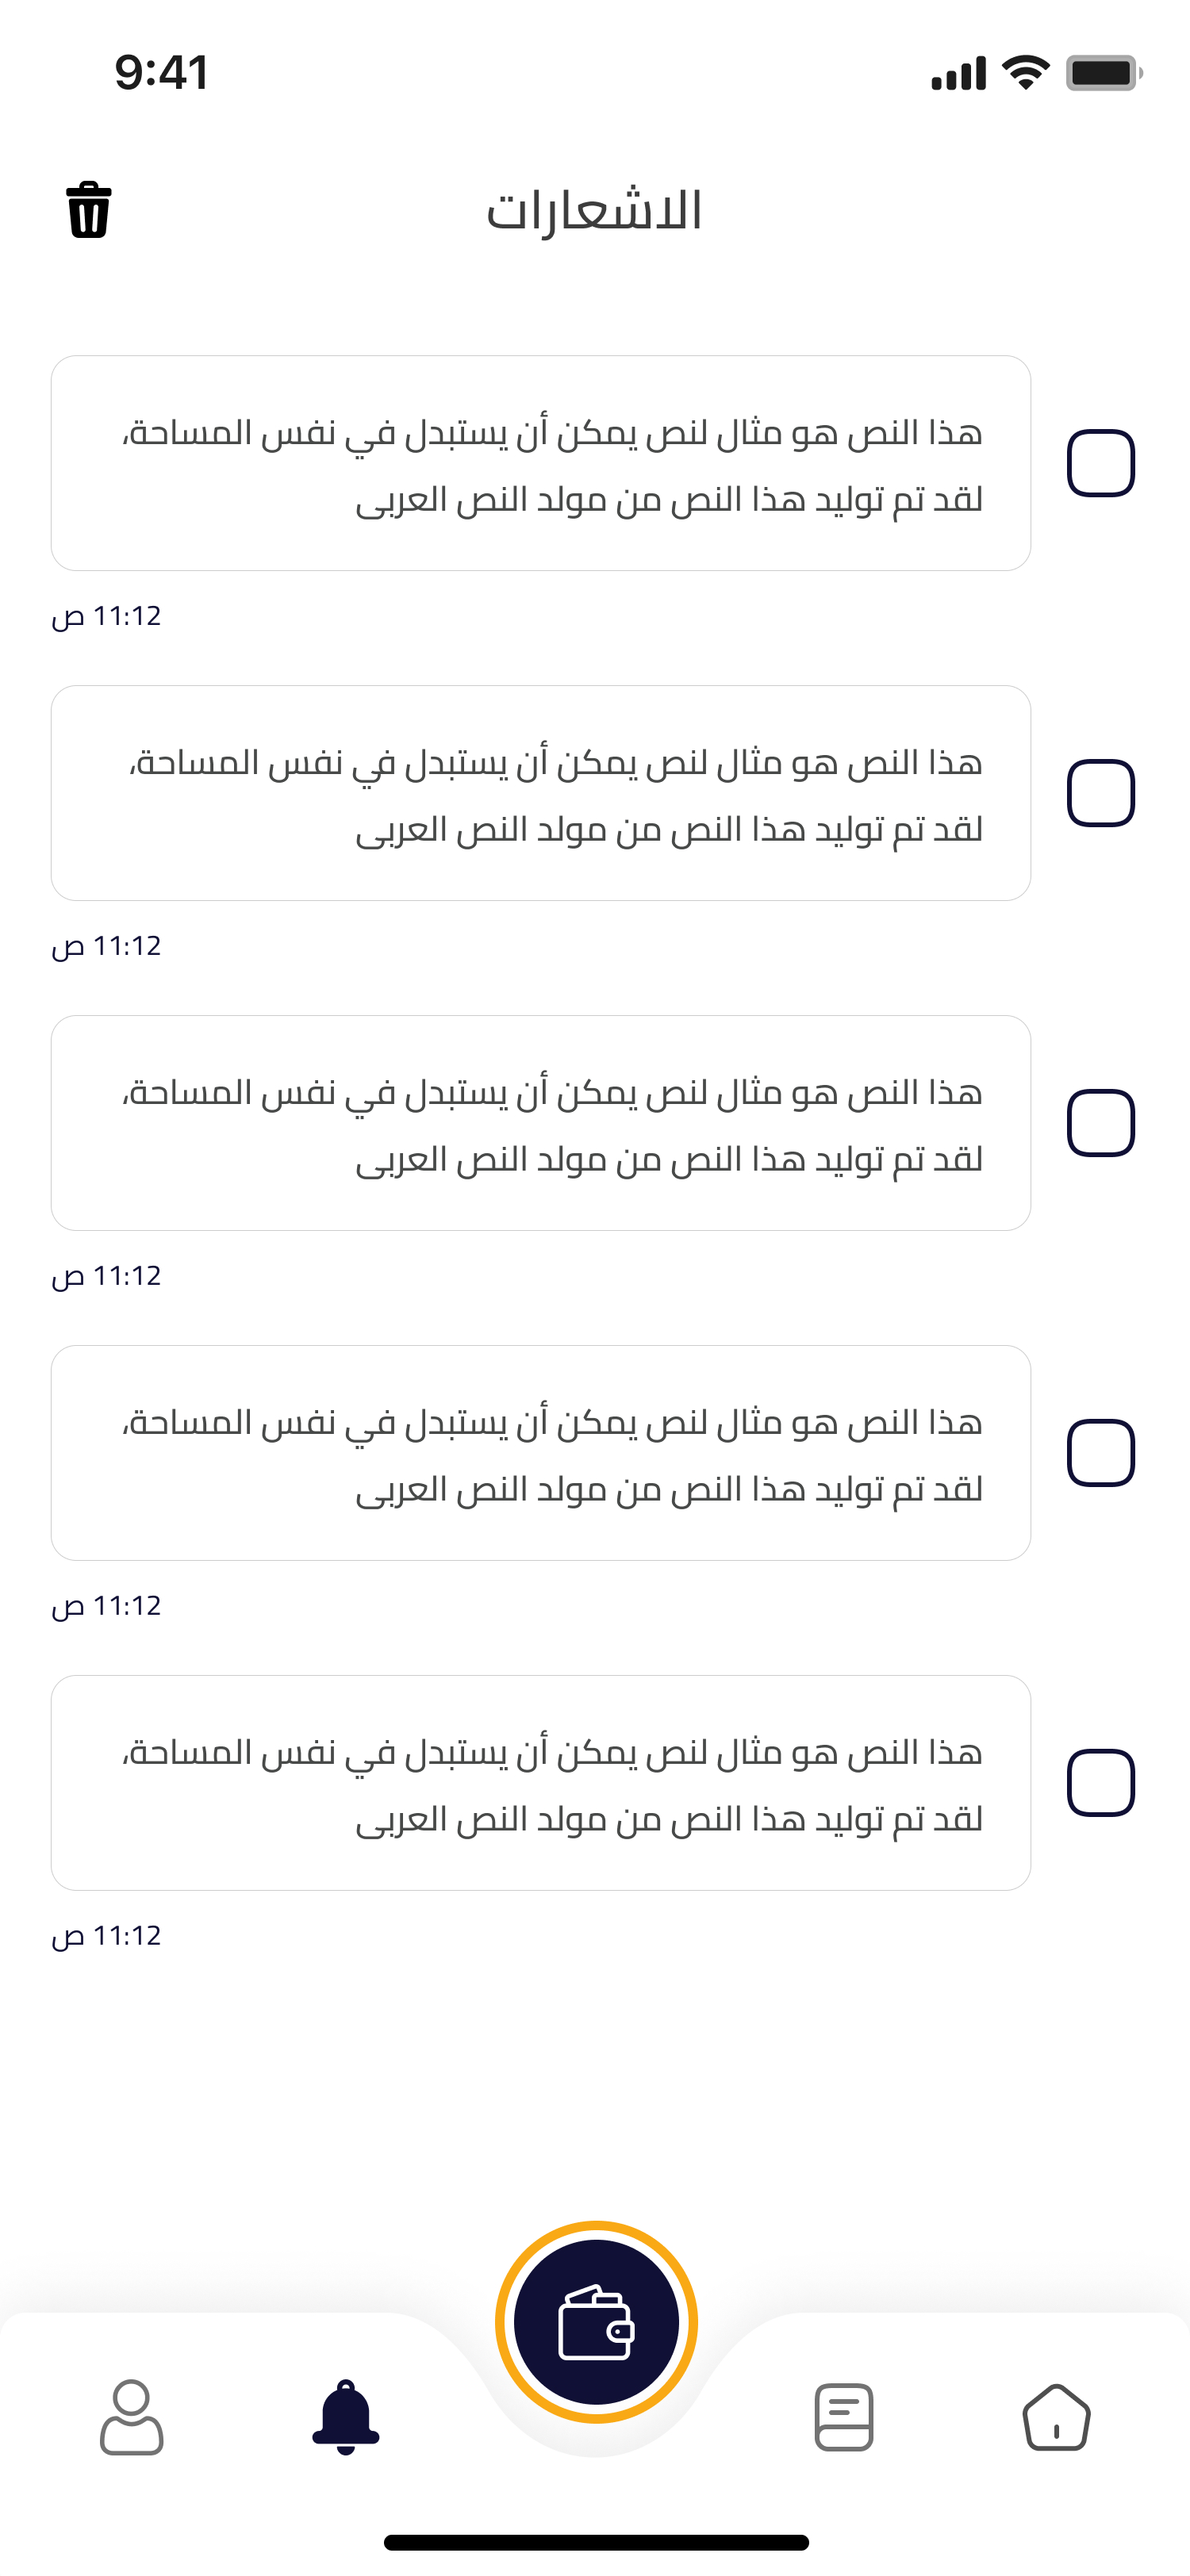 9:41
الاشعارات
هذا النص هو مثال لنص يمكن أن يستبدل في نفس المساحة،
لقد تم توليد هذا النص من مولد النص العربى
11:12 ص
هذا النص هو مثال لنص يمكن أن يستبدل في نفس المساحة،
لقد تم توليد هذا النص من مولد النص العربى
11:12 ص
هذا النص هو مثال لنص يمكن أن يستبدل في نفس المساحة،
لقد تم توليد هذا النص من مولد النص العربى
11:12 ص
هذا النص هو مثال لنص يمكن أن يستبدل في نفس المساحة،
لقد تم توليد هذا النص من مولد النص العربى
11:12 ص
هذا النص هو مثال لنص يمكن أن يستبدل في نفس المساحة،
لقد تم توليد هذا النص من مولد النص العربى
11:12 ص